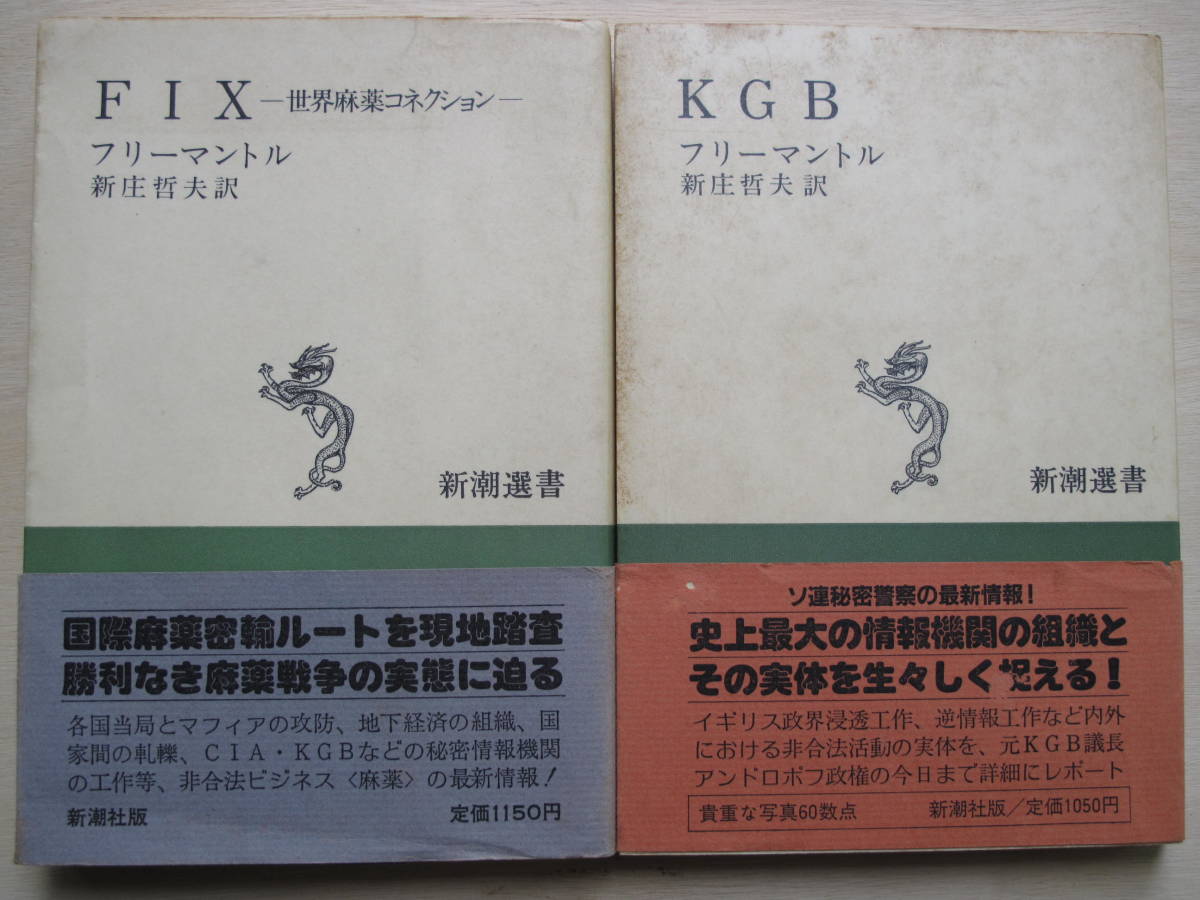 FIX ―世界麻薬コネクション―
フリーマントル
新庄哲夫訳
新潮選書
国際麻薬密輸ルートを現地踏査
勝利なき麻薬戦争の実態に迫る
各国当局とマフィアの攻防、地下経済の組織、国
家間の軋轢、CIA・KGBなどの秘密情報機関
の工作等、非合法ビジネス〈麻薬〉の最新情報!
新潮社版 定価1150円
KGB
フリーマントル
新庄哲夫訳
新潮選書
ソ連秘密警察の最新情報!
史上最大の情報機関の組織と
その実体を生々しく捉える!
イギリス政界浸透工作、逆情報工作など内外
における非合法活動の実体を、元KGB議長
アンドロポフ政権の今日まで詳細にレポート
貴重な写真60数点 新潮社版/定価1050円